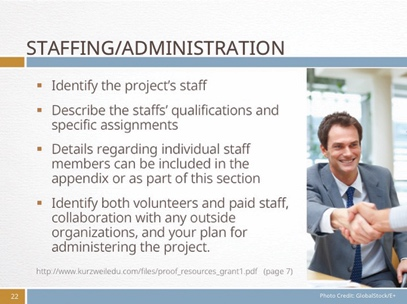 STAFFING/ADMINISTRATION
▪ Identify the project's staff
▪ Describe the staffs' qualifications and
specific assignments
▪ Details regarding individual staff
members can be included in the
appendix or as part of this section
▪ Identify both volunteers and paid staff,
collaboration with any outside
organizations, and your plan for
administering the project.
http://www.kurzweiledu.com/files/proof_resources_grant1.pdf (page 7)
22
Photo Credit: GlobalStock/E+